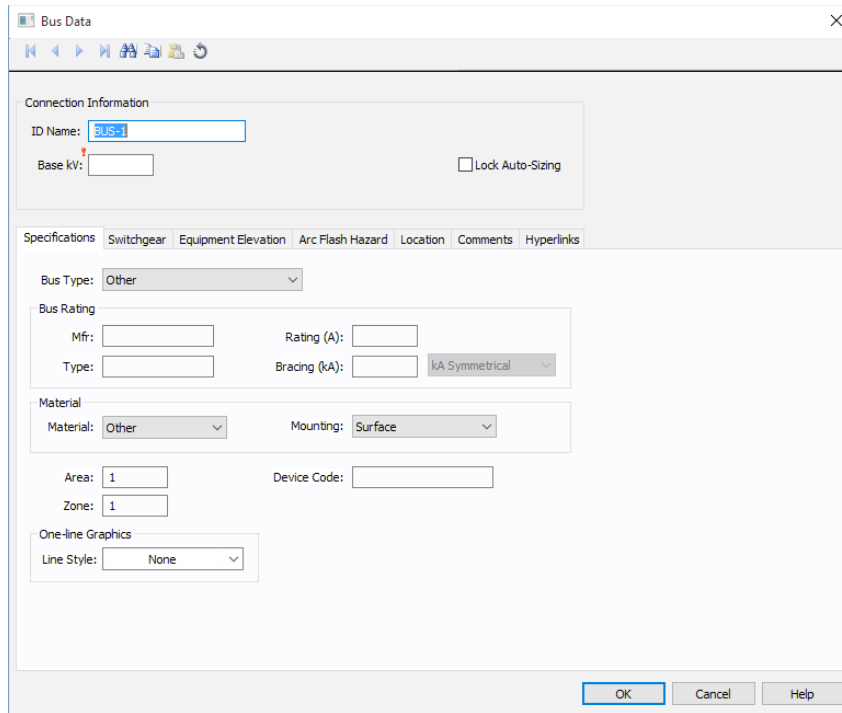 Bus Data
Connection Information
ID Name: BUS-1
Base kV: Lock Auto-Sizing
Specifications Switchgear Equipment Elevation Arc Flash Hazard Location Comments Hyperlinks
Bus Type: Other
Bus Rating
Mfr: Rating (A):
Type: Bracing (kA): kA Symmetrical
Material
Material: Other Mounting: Surface
Area: 1 Device Code:
Zone: 1
One-line Graphics
Line Style: None
OK Cancel Help